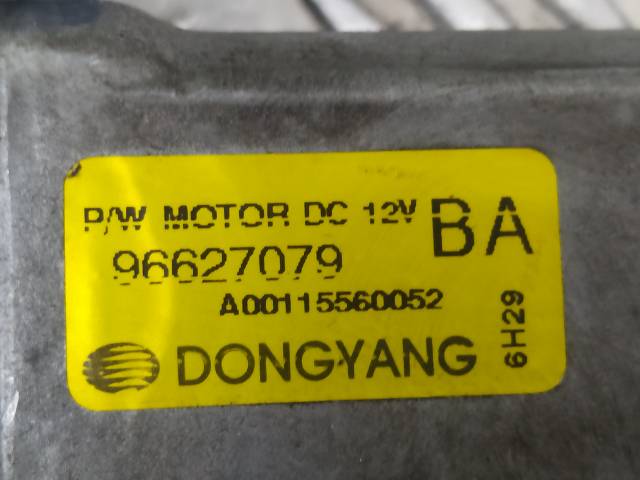 P/W MOTOR DC 12V BA
96627079
A00115560052
6H29
DONGYANG